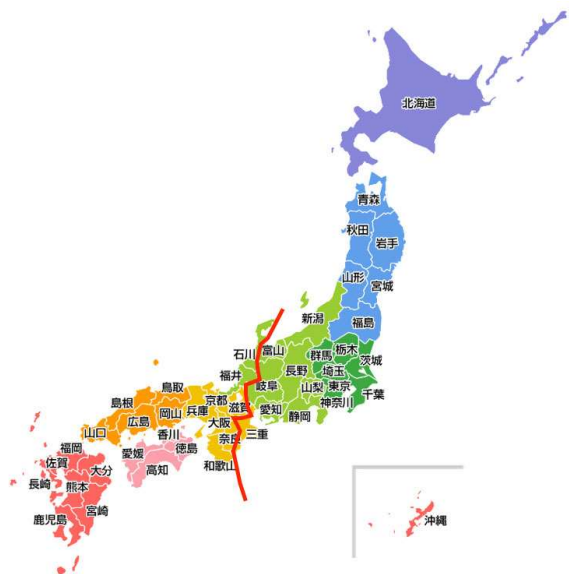 北海道
青森
秋田
岩手
山形
宮城
新潟
福島
石川
富山
群馬
栃木
茨城
福井
長野
埼玉
岐阜
山梨
東京
千葉
神奈川
鳥取
京都
滋賀
愛知
静岡
島根
岡山
兵庫
大阪
三重
広島
奈良
山口
香川
和歌山
福岡
愛媛
徳島
佐賀
大分
高知
長崎
熊本
宮崎
鹿児島
沖縄